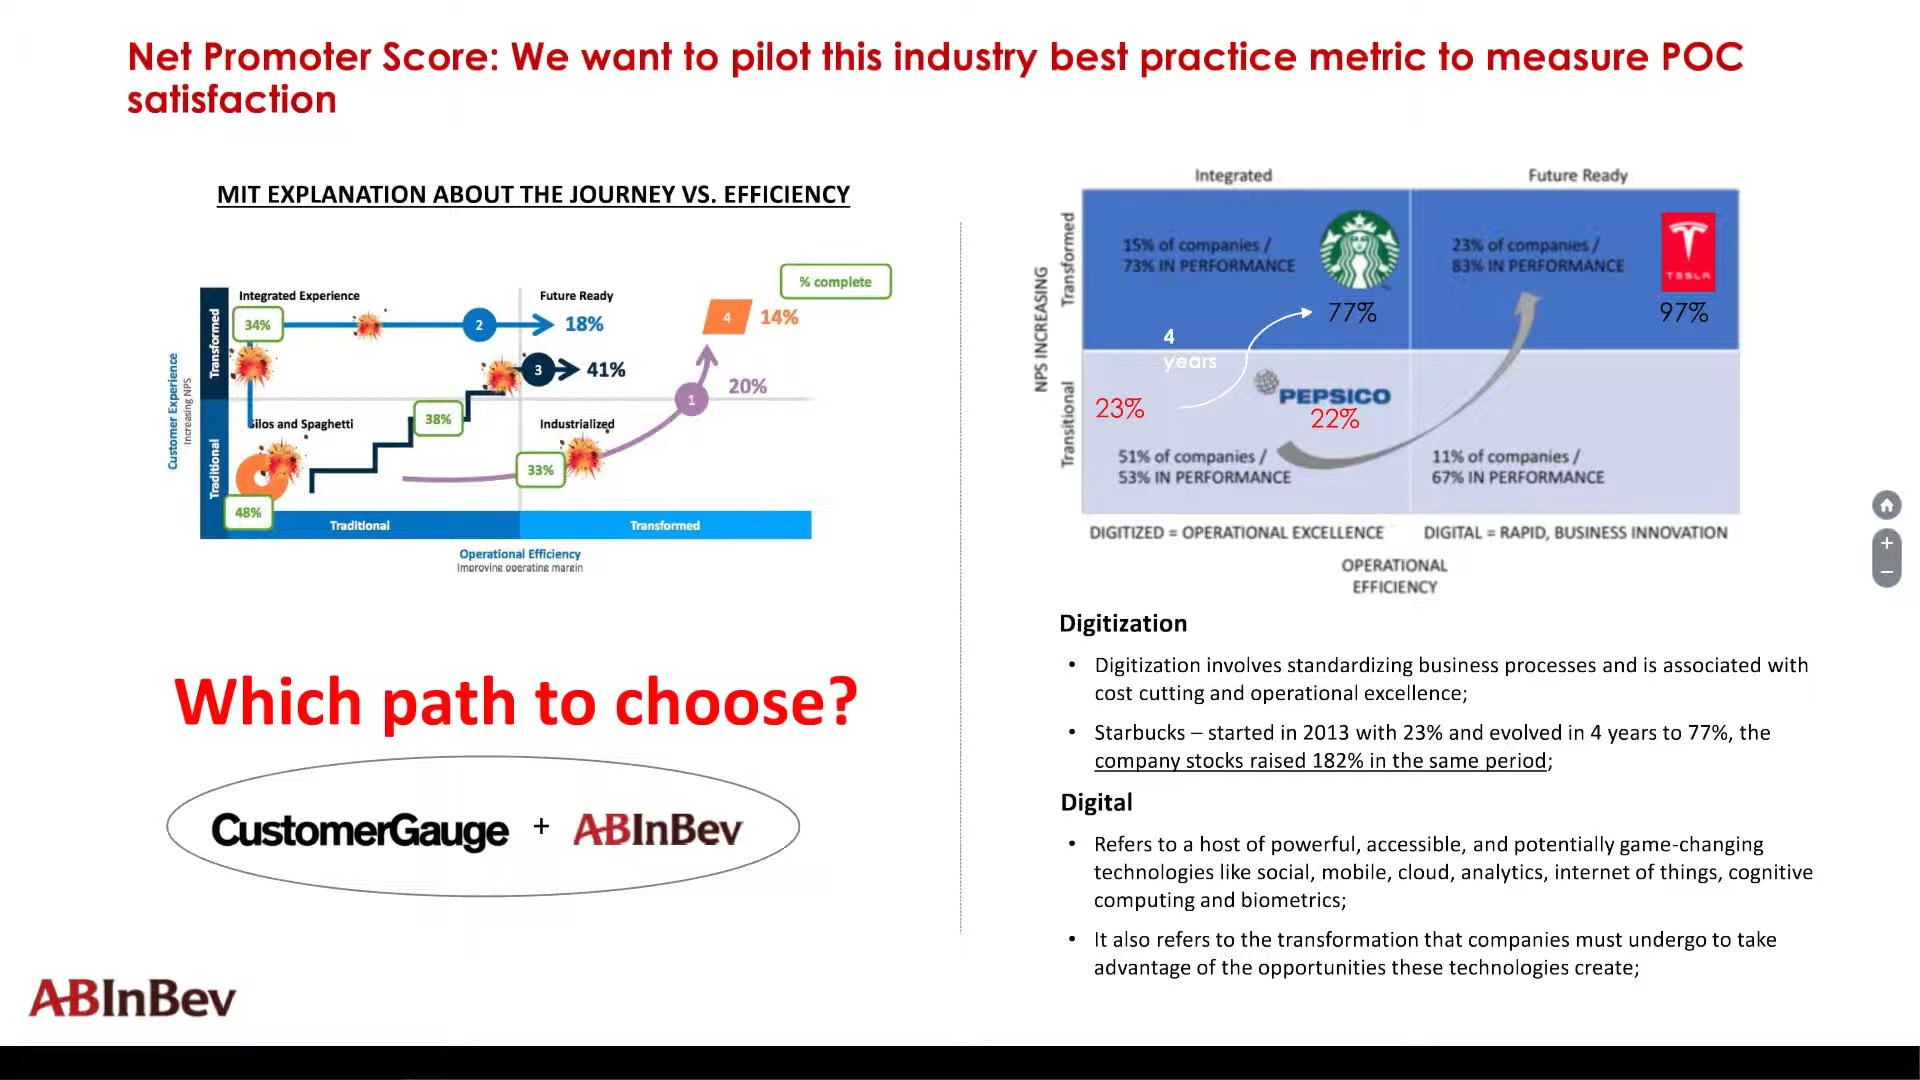 Net Promoter Score: We want to pilot this industry best practice metric to measure POC
satisfaction
MIT EXPLANATION ABOUT THE JOURNEY VS. EFFICIENCY
% complete
Integrated Experience
Future Ready
34%
2
18%
4
14%
3
41%
20%
1
38%
Silos and Spaghetti
Industrialized
33%
48%
Customer Experience
Increasing NPS
Transformed
Traditional
Traditional
Transformed
Operational Efficiency
Improving operating margin
Which path to choose?
CustomerGauge + ABInBev
ABInBev
Integrated
Future Ready
NPS INCREASING
Transformed
Transitional
15% of companies /
73% IN PERFORMANCE
77%
23% of companies /
83% IN PERFORMANCE
TESLA
97%
4
years
23%
PEPSICO
22%
51% of companies /
53% IN PERFORMANCE
11% of companies /
67% IN PERFORMANCE
DIGITIZED = OPERATIONAL EXCELLENCE
DIGITAL = RAPID, BUSINESS INNOVATION
OPERATIONAL
EFFICIENCY
Digitization
• Digitization involves standardizing business processes and is associated with
cost cutting and operational excellence;
• Starbucks – started in 2013 with 23% and evolved in 4 years to 77%, the
company stocks raised 182% in the same period;
Digital
• Refers to a host of powerful, accessible, and potentially game-changing
technologies like social, mobile, cloud, analytics, internet of things, cognitive
computing and biometrics;
• It also refers to the transformation that companies must undergo to take
advantage of the opportunities these technologies create;